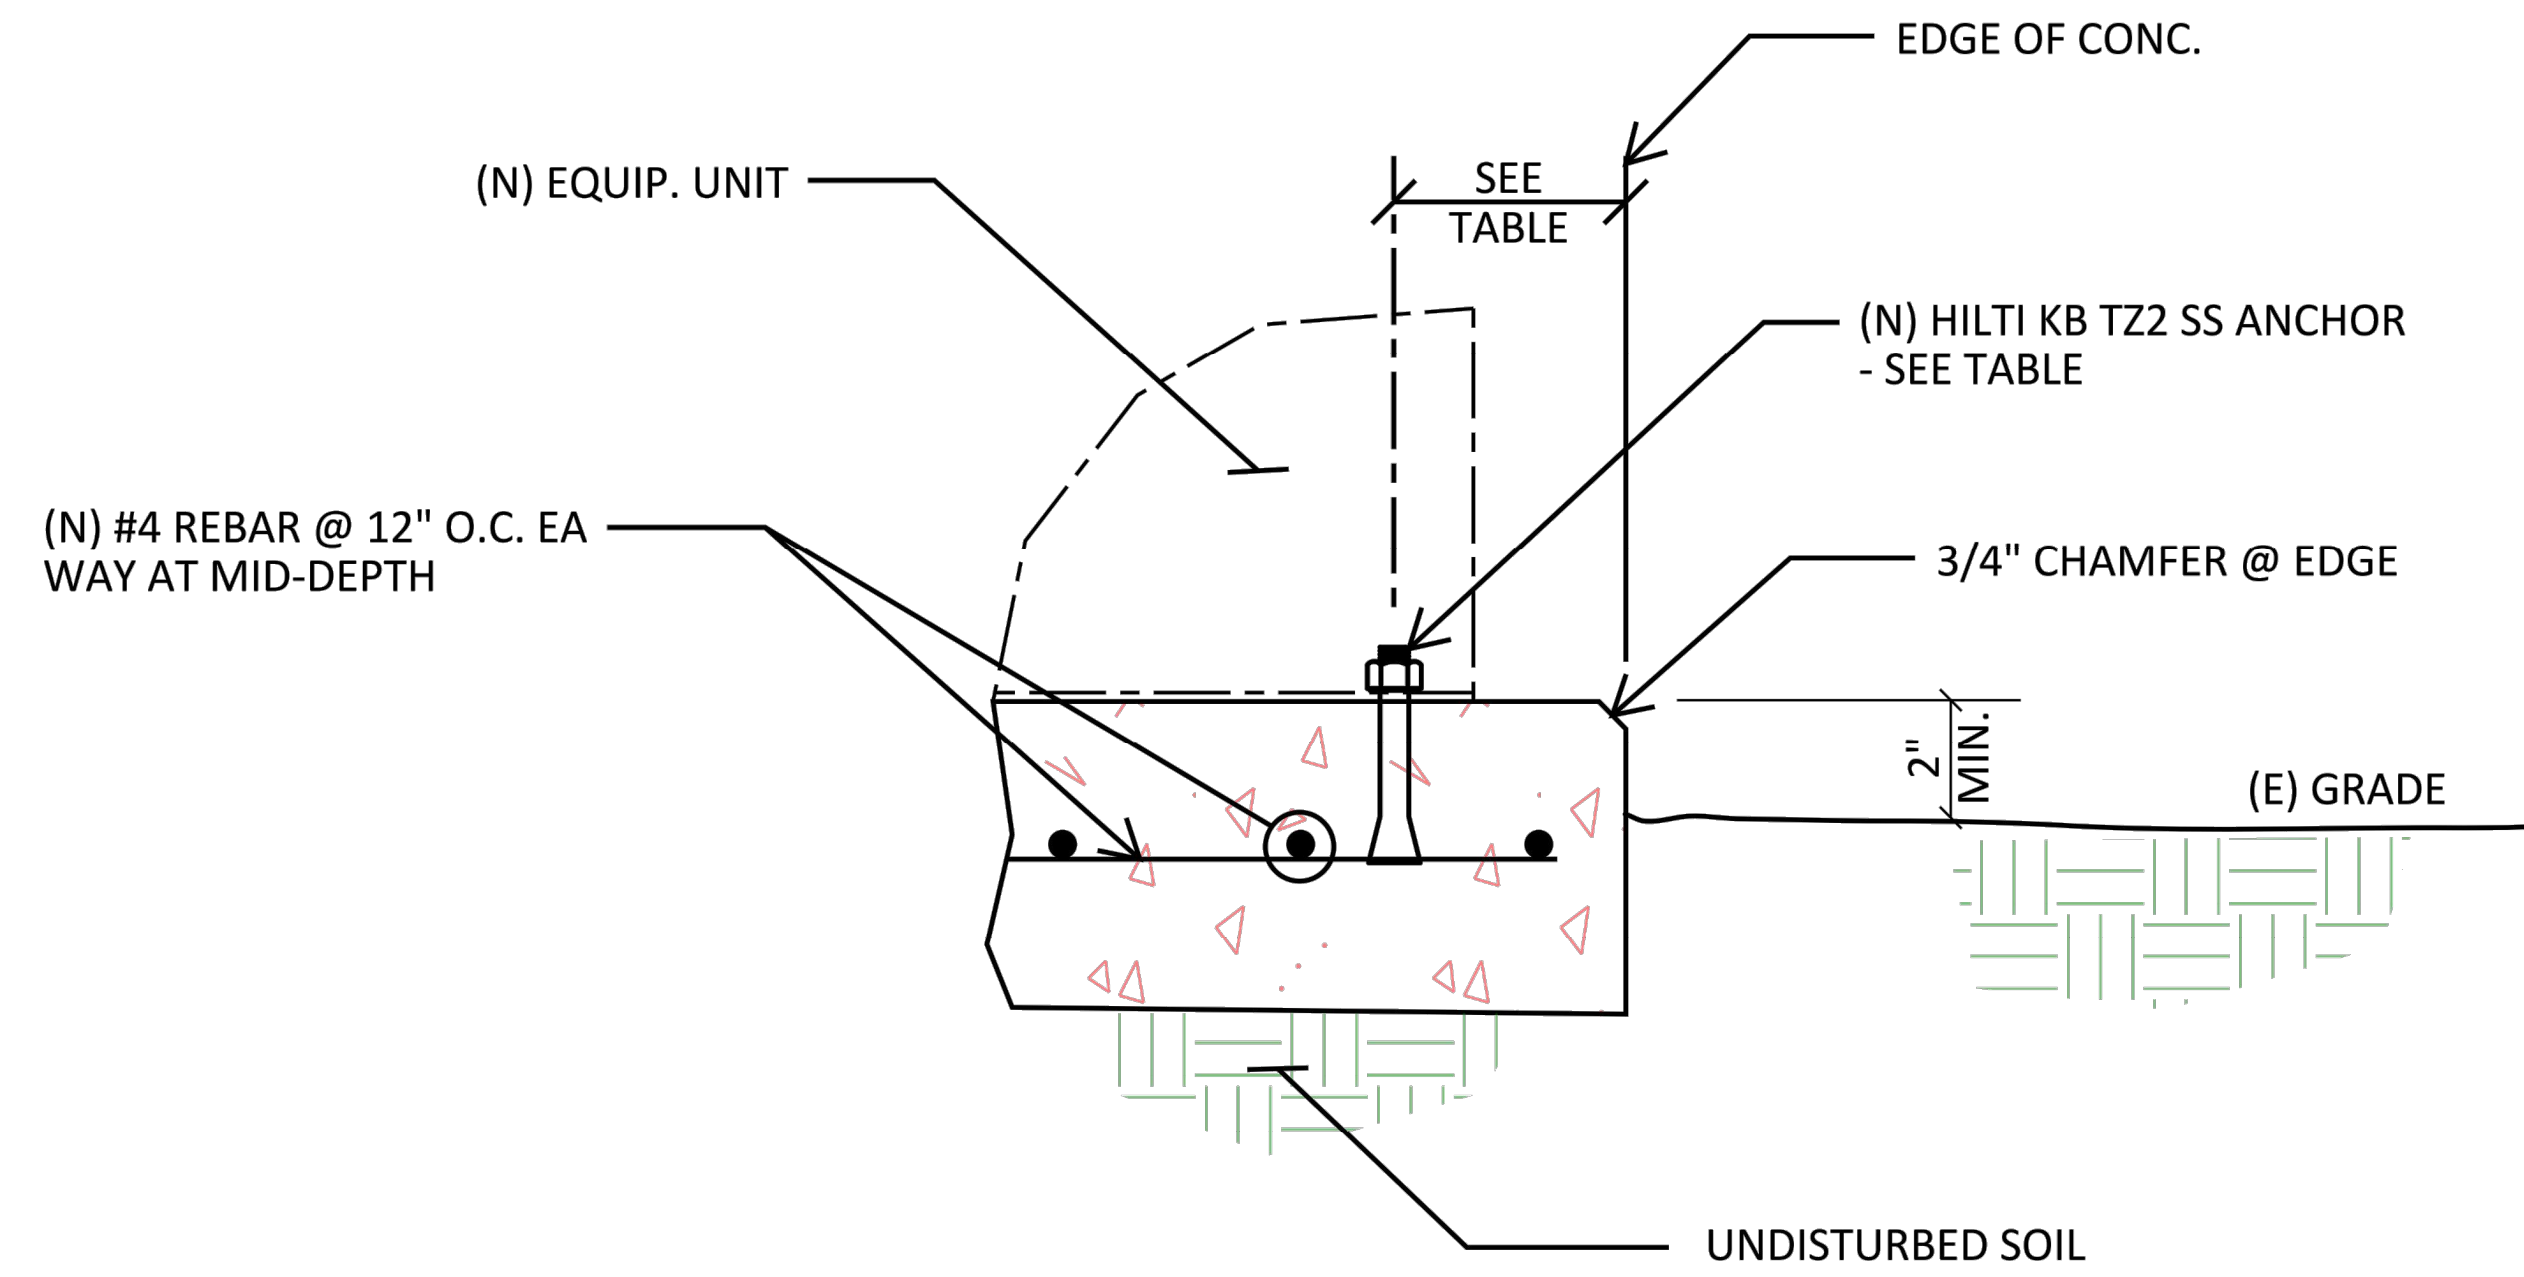 EDGE OF CONC.
(N) EQUIP. UNIT
SEE
TABLE
(N) HILTI KB TZ2 SS ANCHOR
- SEE TABLE
(N) #4 REBAR @ 12" O.C. EA
WAY AT MID-DEPTH
3/4" CHAMFER @ EDGE
2"
MIN.
(E) GRADE
UNDISTURBED SOIL